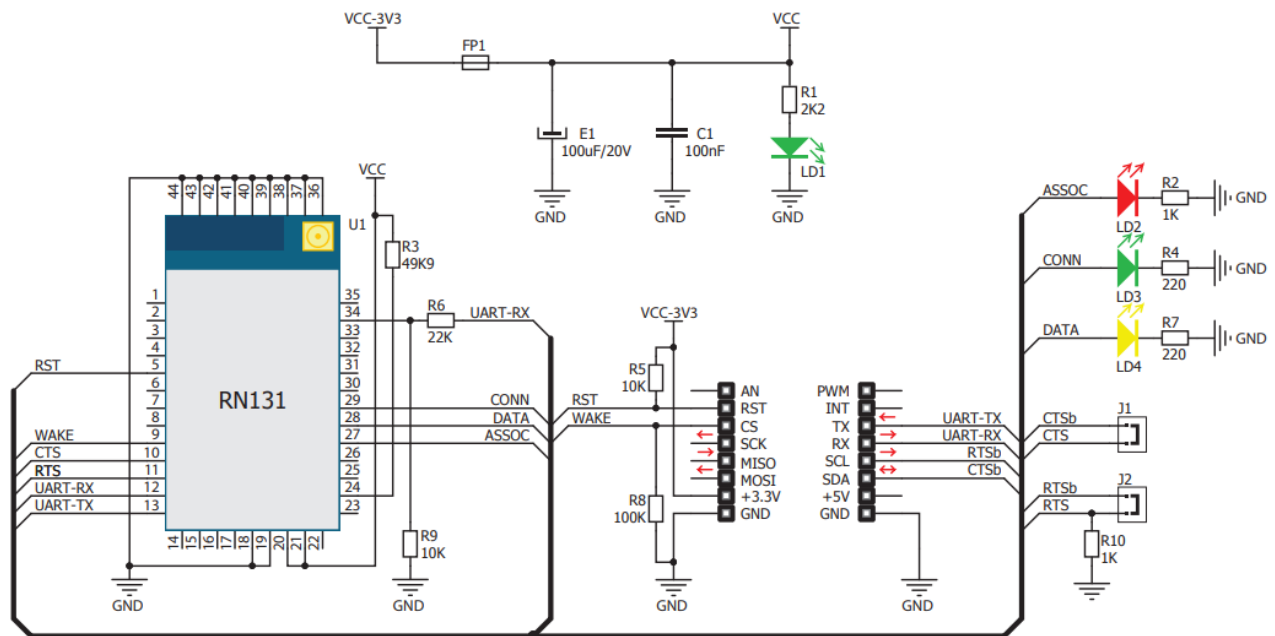 VCC-3V3
VCC
FP1
R1
2K2
E1
100uF/20V
C1
100nF
LD1
GND
GND
GND
VCC
44
43
42
41
40
39
38
37
36
U1
R3
49K9
RN131
1
2
3
4
5
6
7
8
9
10
11
12
13
35
34
33
32
31
30
29
28
27
26
25
24
23
14
15
16
17
18
19
20
21
22
RST
WAKE
CTS
RTS
UART-RX
UART-TX
R6
22K
UART-RX
CONN
DATA
ASSOC
R9
10K
GND
GND
VCC-3V3
R5
10K
RST
WAKE
R8
100K
AN
RST
CS
SCK
MISO
MOSI
+3.3V
GND
GND
PWM
INT
TX
RX
SCL
SDA
+5V
GND
GND
UART-TX
UART-RX
RTSb
CTSb
ASSOC
LD2
R2
1K
GND
CONN
LD3
R4
220
GND
DATA
LD4
R7
220
GND
J1
CTSb
CTS
J2
RTSb
RTS
R10
1K
GND